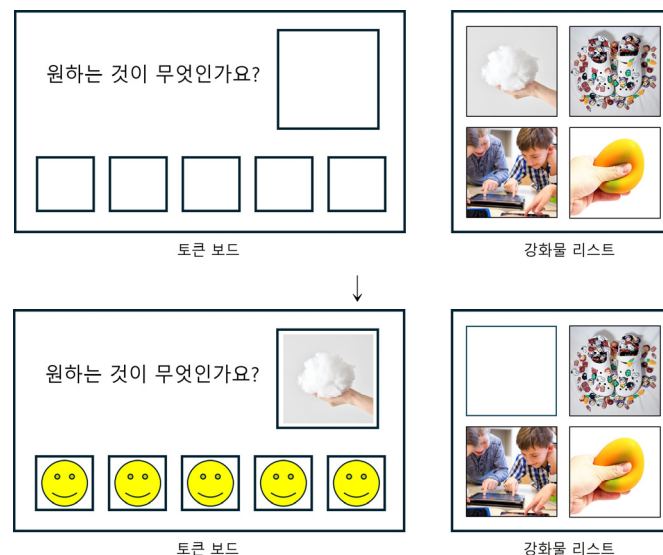 원하는 것이 무엇인가요?
토큰 보드
강화물 리스트
원하는 것이 무엇인가요?
토큰 보드
강화물 리스트